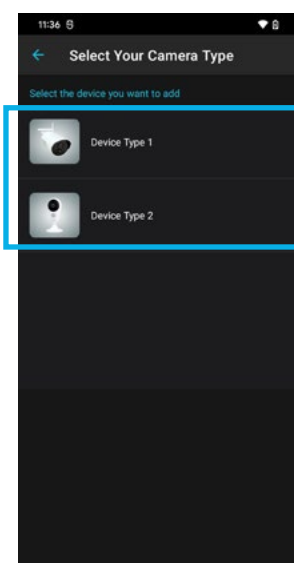 11:36
Select Your Camera Type
Select the device you want to add
Device Type 1
Device Type 2